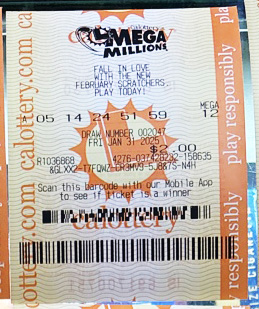 calottery's
MEGA
MILLIONS
FALL IN LOVE
WITH THE NEW
FEBRUARY SCRATCHERS.
PLAY TODAY!
MEGA
A 05 14 24 51 59 12
DRAW NUMBER 002047
FRI JAN 31 2025
$2.00
R1036868
Scan this barcode with our Mobile App
to see if ticket is a winner
calottery
play responsibly
calottery.com